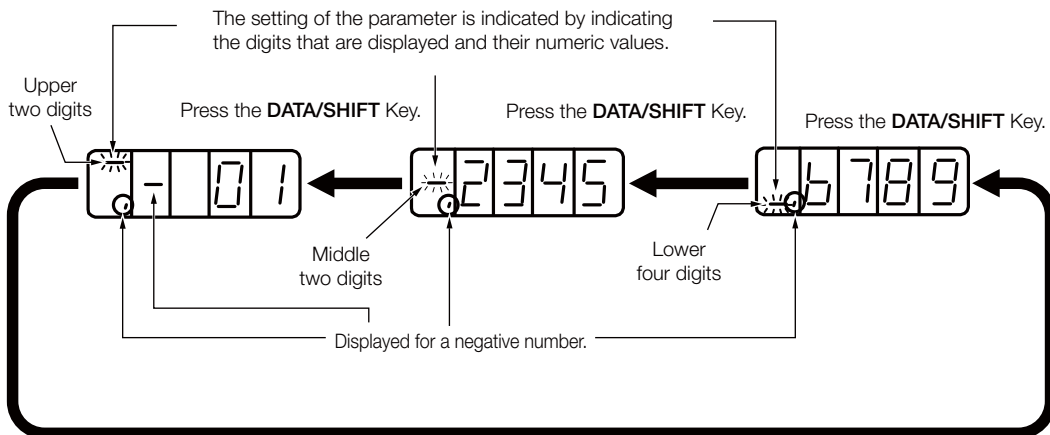 The setting of the parameter is indicated by indicating
the digits that are displayed and their numeric values.
Upper
two digits
Press the DATA/SHIFT Key.
Press the DATA/SHIFT Key.
Press the DATA/SHIFT Key.
- 01
2345
6789
Middle
two digits
Lower
four digits
Displayed for a negative number.